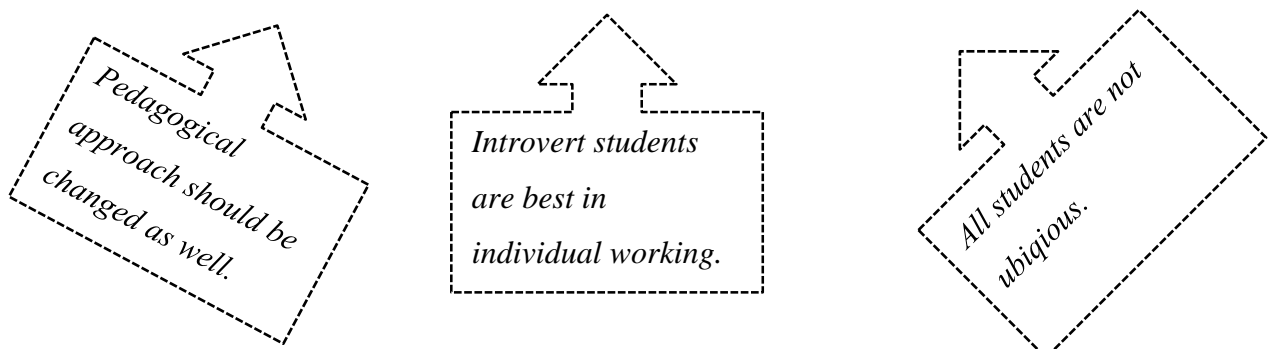 Pedagogical
approach should be
changed as well.
Introvert students
are best in
individual working.
All students are not
ubiqious.